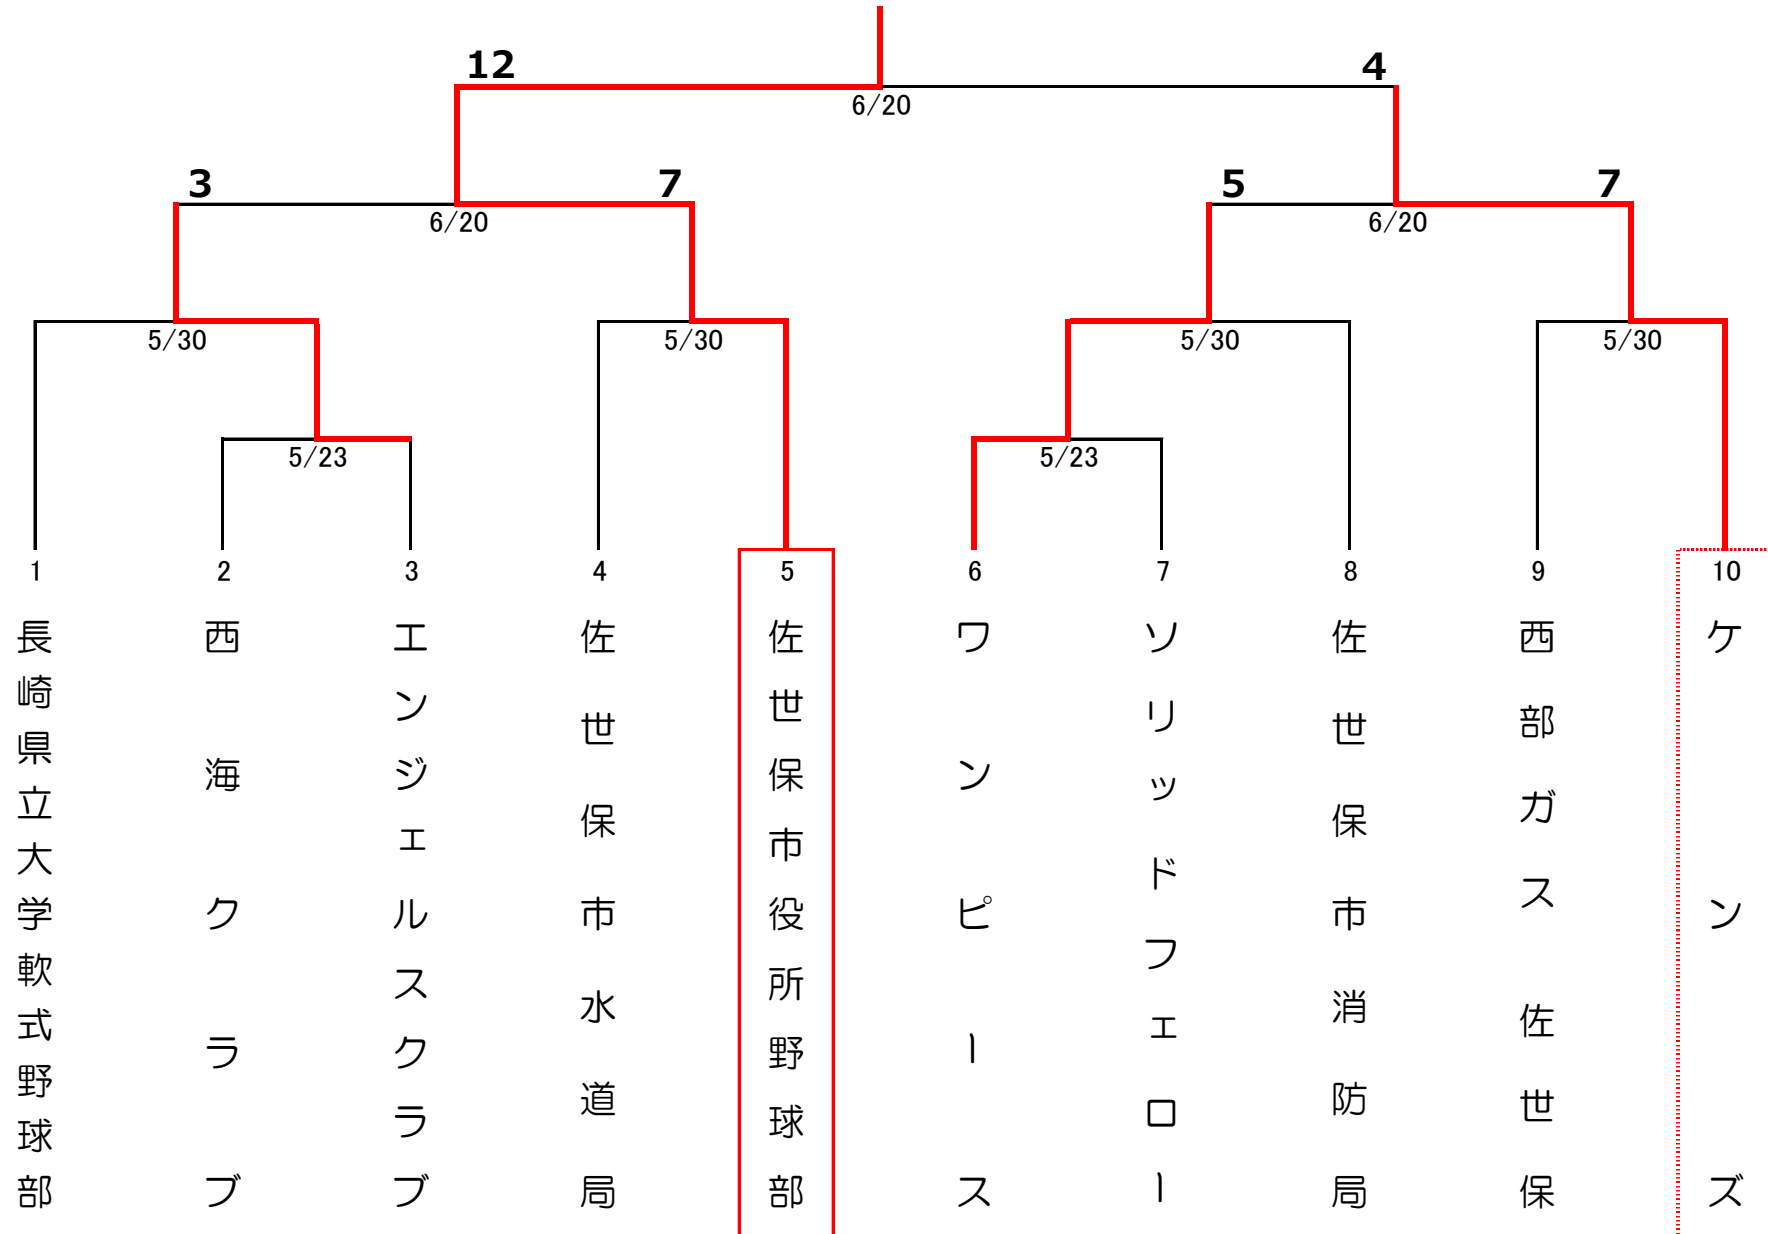 12
4
6/20
3
7
5
7
6/20
6/20
5/30
5/30
5/30
5/30
5/23
5/23
1
2
3
4
5
6
7
8
9
10
長崎県立大学軟式野球部
西海クラブ
エンジェルスクラブ
佐世保市水道局
佐世保市役所野球部
ワンピース
ソリッドフェロー
佐世保市消防局
西部ガス佐世保
ケンズ